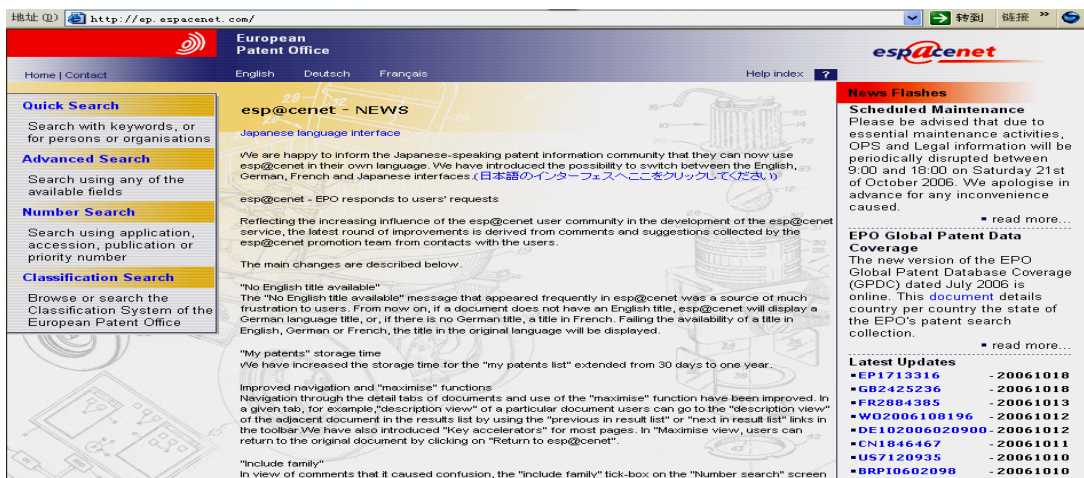 地址(D) http://ep.espacenet.com/ 转到 链接 »
European
Patent Office
esp@cenet
Home | Contact
English Deutsch Français Help index ?
Quick Search
Search with keywords, or
for persons or organisations
Advanced Search
Search using any of the
available fields
Number Search
Search using application,
accession, publication or
priority number
Classification Search
Browse or search the
Classification System of the
European Patent Office
esp@cenet - NEWS
Japanese language interface
We are happy to inform the Japanese-speaking patent information community that they can now use
esp@cenet in their own language. We have introduced the possibility to switch between the English,
German, French and Japanese interfaces.(日本語のインターフェスへここをクリックしてください)
esp@cenet - EPO responds to users' requests
Reflecting the increasing influence of the esp@cenet user community in the development of the esp@cenet
service, the latest round of improvements is derived from comments and suggestions collected by the
esp@cenet promotion team from contacts with the users.
The main changes are described below.
"No English title available"
The "No English title available" message that appeared frequently in esp@cenet was a source of much
frustration to users. From now on, if a document does not have an English title, esp@cenet will display a
German language title, or, if there is no German title, a title in French. Failing the availability of a title in
English, German or French, the title in the original language will be displayed.
"My patents" storage time
We have increased the storage time for the "my patents list" extended from 30 days to one year.
Improved navigation and "maximise" functions
Navigation through the detail tabs of documents and use of the "maximise" function have been improved. In
a given tab, for example,"description view" of a particular document users can go to the "description view"
of the adjacent document in the results list by using the "previous in result list" or "next in result list" links in
the toolbar.We have also introduced "Key accelerators" for most pages. In "Maximise view, users can
return to the original document by clicking on "Return to esp@cenet".
"Include family"
In view of comments that it caused confusion, the "include family" tick-box on the "Number search" screen
News Flashes
Scheduled Maintenance
Please be advised that due to
essential maintenance activities,
OPS and Legal information will be
periodically disrupted between
9:00 and 18:00 on Saturday 21st
of October 2006. We apologise in
advance for any inconvenience
caused.
read more...
EPO Global Patent Data
Coverage
The new version of the EPO
Global Patent Database Coverage
(GPDC) dated July 2006 is
online. This document details
country per country the state of
the EPO's patent search
collection.
read more...
Latest Updates
EP1713316 - 20061018
GB2425236 - 20061018
FR2884385 - 20061013
WO2006108196 - 20061012
DE102006020900 - 20061012
CN1846467 - 20061011
US7120935 - 20061010
BRPI0602098 - 20061010